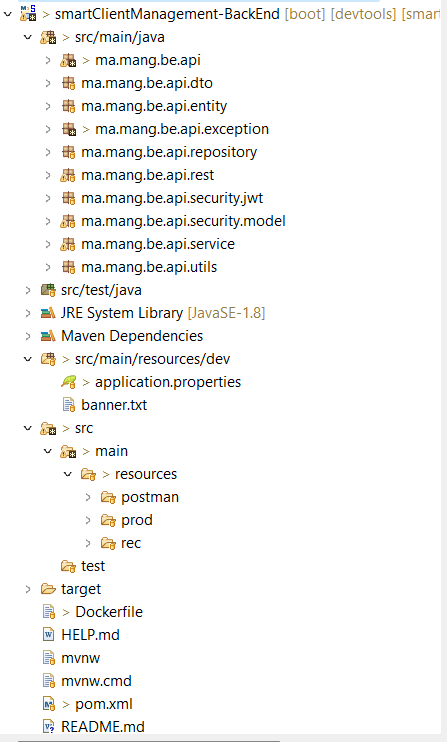 > smartClientManagement-BackEnd [boot] [devtools] [smar
> src/main/java
> ma.mang.be.api
ma.mang.be.api.dto
ma.mang.be.api.entity
> ma.mang.be.api.exception
ma.mang.be.api.repository
ma.mang.be.api.rest
ma.mang.be.api.security.jwt
ma.mang.be.api.security.model
ma.mang.be.api.service
ma.mang.be.api.utils
src/test/java
JRE System Library [JavaSE-1.8]
Maven Dependencies
> src/main/resources/dev
> application.properties
banner.txt
> src
> main
> resources
postman
prod
rec
test
target
> Dockerfile
HELP.md
mvnw
mvnw.cmd
> pom.xml
README.md